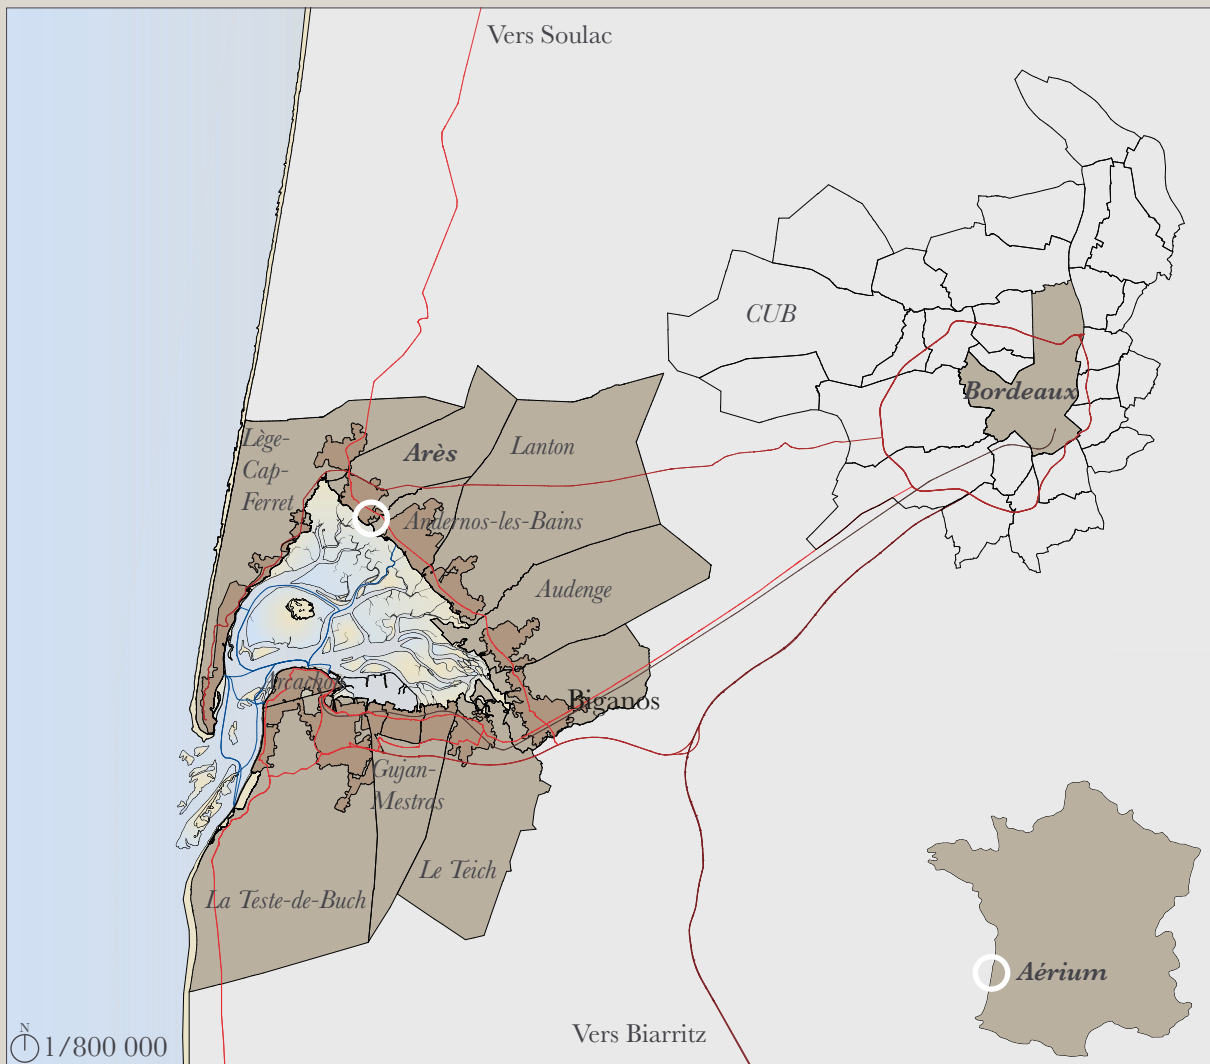 Vers Soulac
CUB
Bordeaux
Lège-
Cap-
Ferret
Arès
Lanton
Andernos-les-Bains
Audenge
Arcachon
Biganos
Gujan-
Mestras
Le Teich
La Teste-de-Buch
Aérium
Vers Biarritz
N
1/800 000